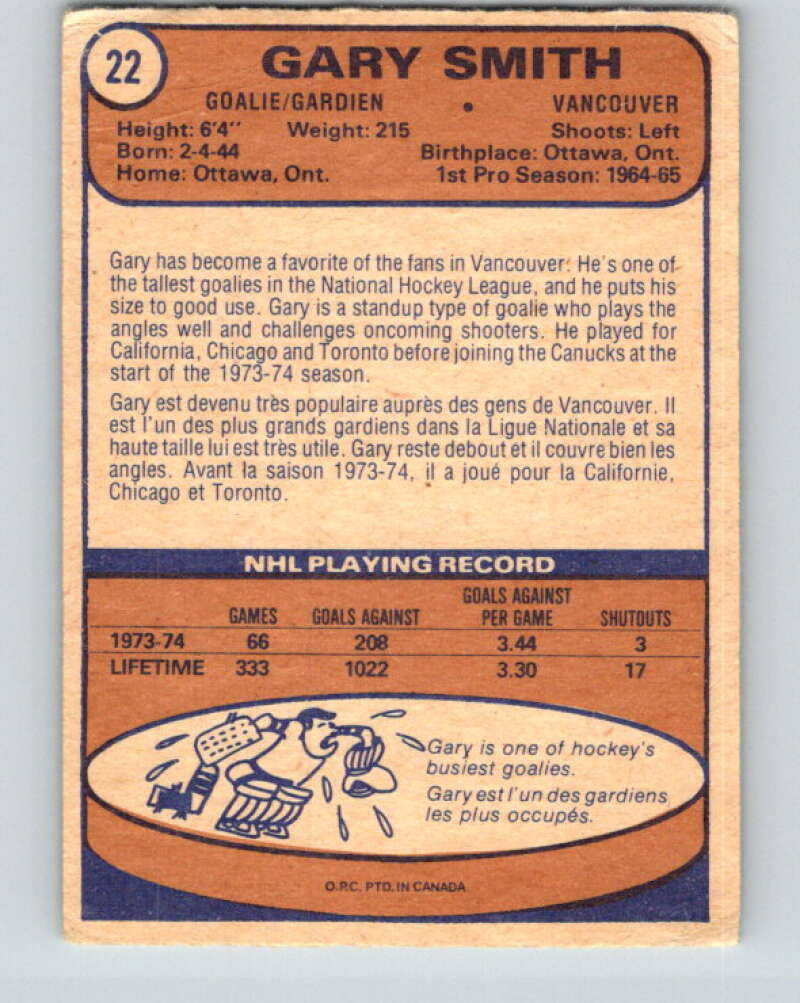 22
GARY SMITH
GOALIE/GARDIEN • VANCOUVER
Height: 6'4" Weight: 215 Shoots: Left
Born: 2-4-44 Birthplace: Ottawa, Ont.
Home: Ottawa, Ont. 1st Pro Season: 1964-65
Gary has become a favorite of the fans in Vancouver. He's one of
the tallest goalies in the National Hockey League, and he puts his
size to good use. Gary is a standup type of goalie who plays the
angles well and challenges oncoming shooters. He played for
California, Chicago and Toronto before joining the Canucks at the
start of the 1973-74 season.
Gary est devenu très populaire auprès des gens de Vancouver. Il
est l'un des plus grands gardiens dans la Ligue Nationale et sa
haute taille lui est très utile. Gary reste debout et il couvre bien les
angles. Avant la saison 1973-74, il a joué pour la Californie,
Chicago et Toronto.
NHL PLAYING RECORD
GAMES GOALS AGAINST GOALS AGAINST PER GAME SHUTOUTS
1973-74 66 208 3.44 3
LIFETIME 333 1022 3.30 17
Gary is one of hockey's
busiest goalies.
Gary est l'un des gardiens
les plus occupés.
O.P.C. PTD. IN CANADA